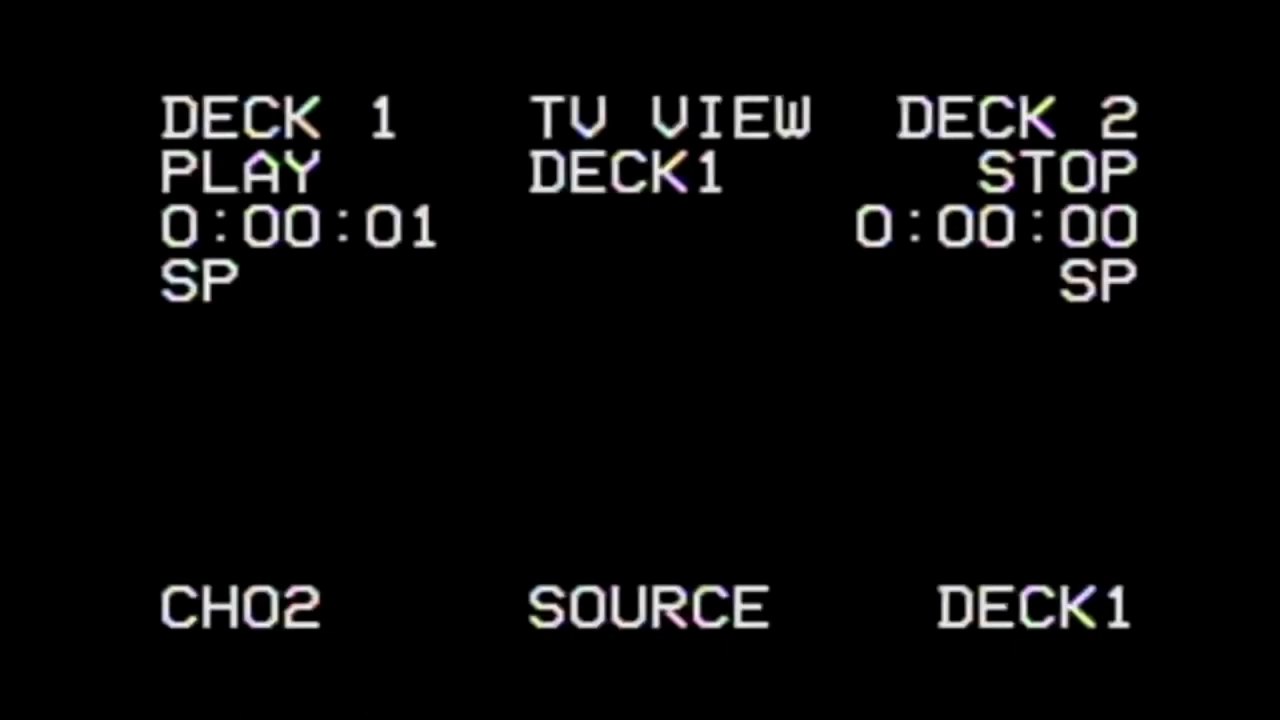 DECK 1 TV VIEW DECK 2
PLAY DECK1 STOP
0:00:01 0:00:00
SP SP
CH02 SOURCE DECK1